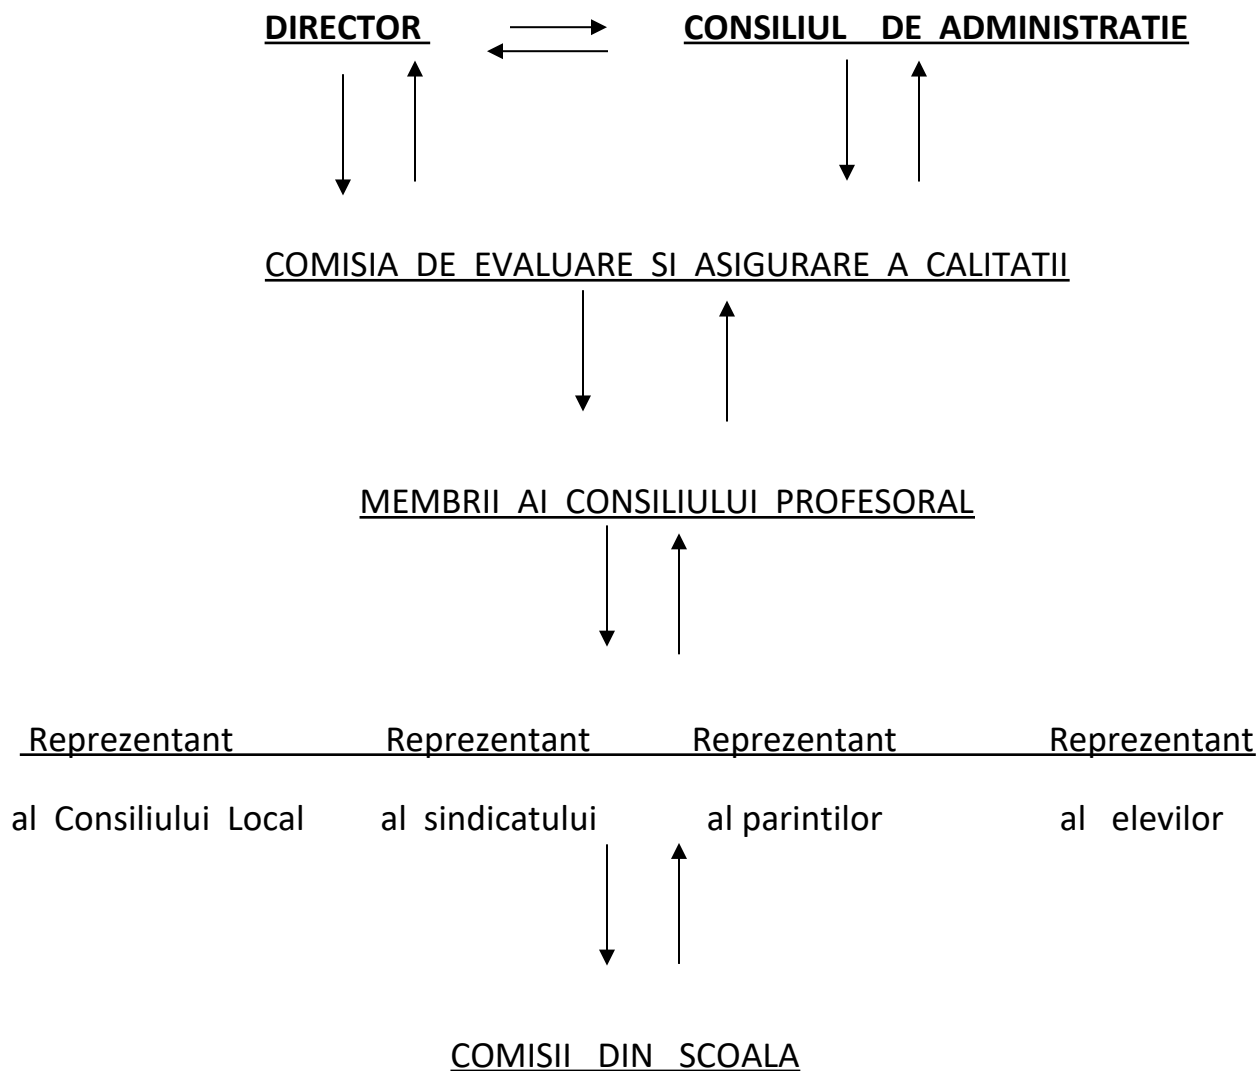 DIRECTOR CONSILIUL DE ADMINISTRATIE
COMISIA DE EVALUARE SI ASIGURARE A CALITATII
MEMBRII AI CONSILIULUI PROFESORAL
Reprezentant Reprezentant Reprezentant Reprezentant
al Consiliului Local al sindicatului al parintilor al elevilor
COMISII DIN SCOALA